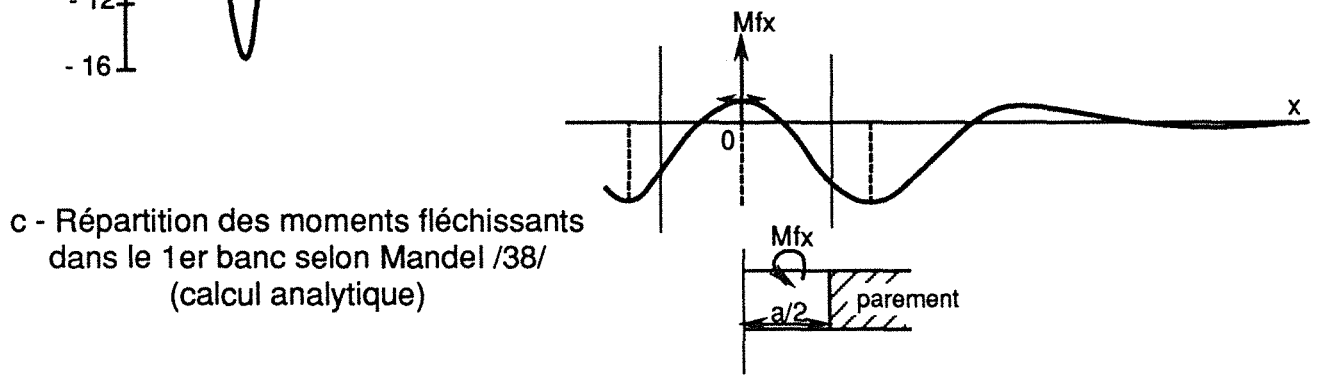 - 12
- 16
Mfx
x
0
c - Répartition des moments fléchissants
dans le 1er banc selon Mandel /38/
(calcul analytique)
Mfx
parement
a/2